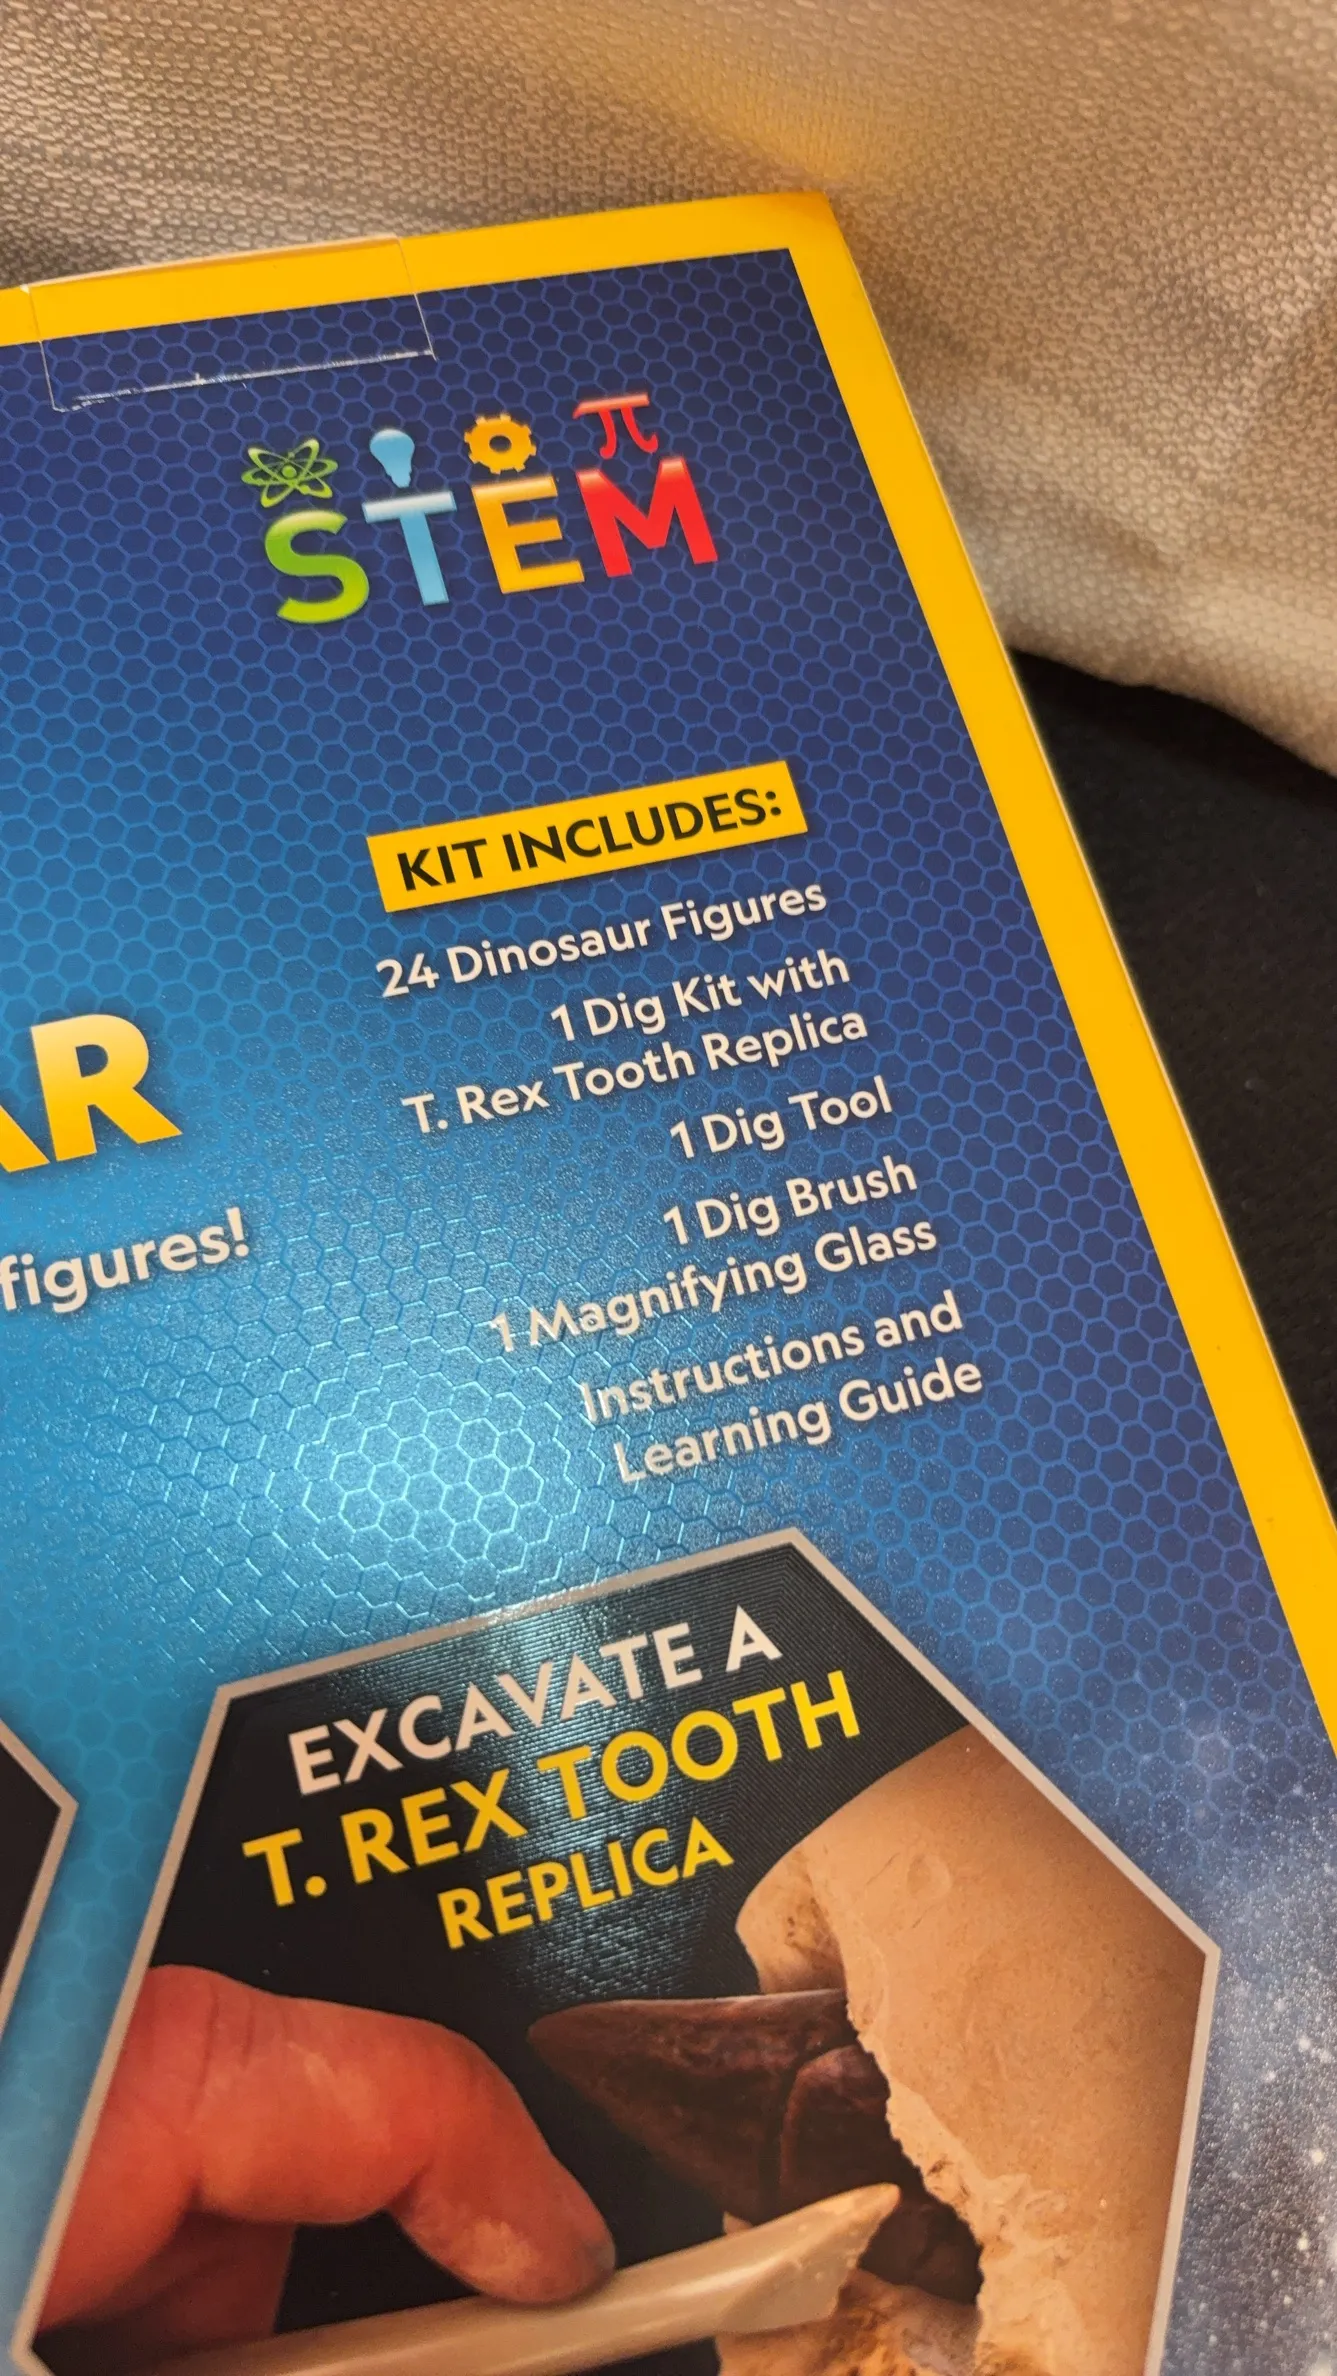 π
STEM
KIT INCLUDES:
24 Dinosaur Figures
1 Dig Kit with
T. Rex Tooth Replica
1 Dig Tool
1 Dig Brush
1 Magnifying Glass
Instructions and
Learning Guide
AR
figures!
EXCAVATE A
T. REX TOOTH
REPLICA